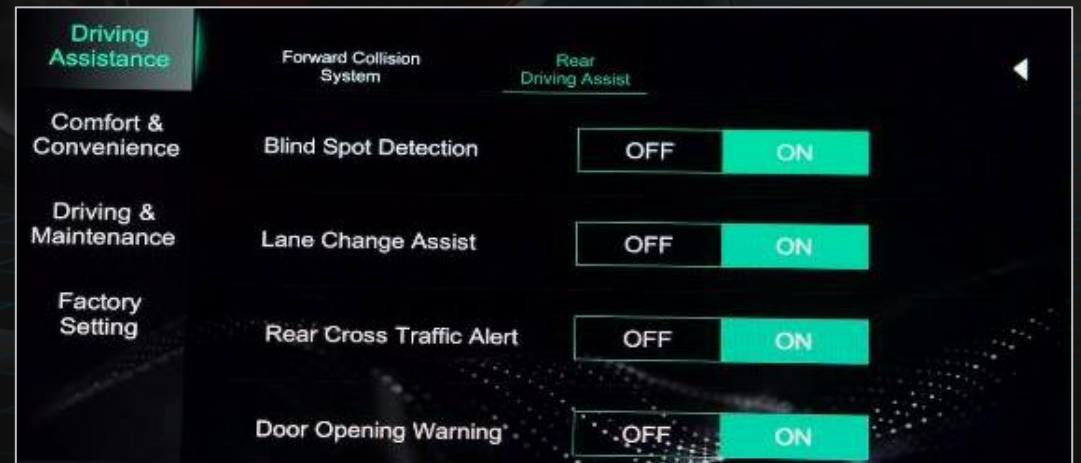 Driving
Assistance
Forward Collision
System
Rear
Driving Assist
Comfort &
Convenience
Blind Spot Detection
OFF
ON
Driving &
Maintenance
Lane Change Assist
OFF
ON
Factory
Setting
Rear Cross Traffic Alert
OFF
ON
Door Opening Warning
OFF
ON